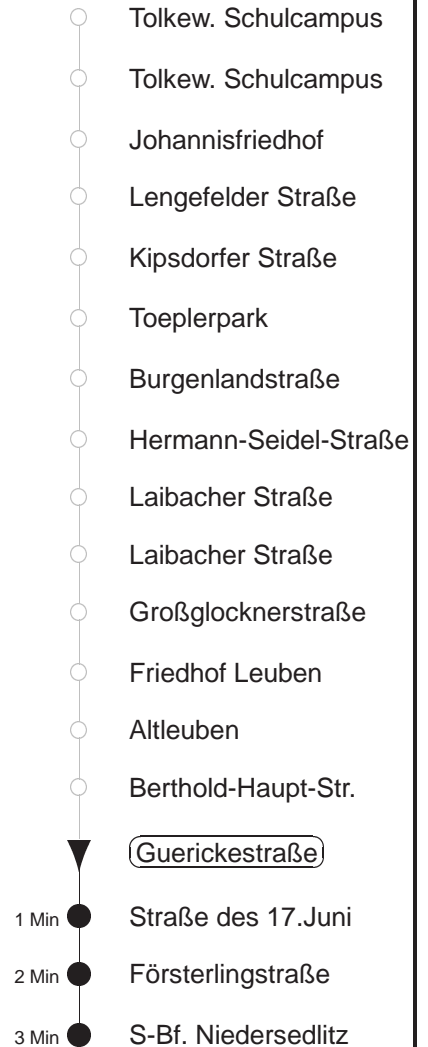 Tolkew. Schulcampus
Tolkew. Schulcampus
Johannisfriedhof
Lengefelder Straße
Kipsdorfer Straße
Toeplerpark
Burgenlandstraße
Hermann-Seidel-Straße
Laibacher Straße
Laibacher Straße
Großglocknerstraße
Friedhof Leuben
Altleuben
Berthold-Haupt-Str.
Guerickestraße
1 Min Straße des 17.Juni
2 Min Försterlingstraße
3 Min S-Bf. Niedersedlitz